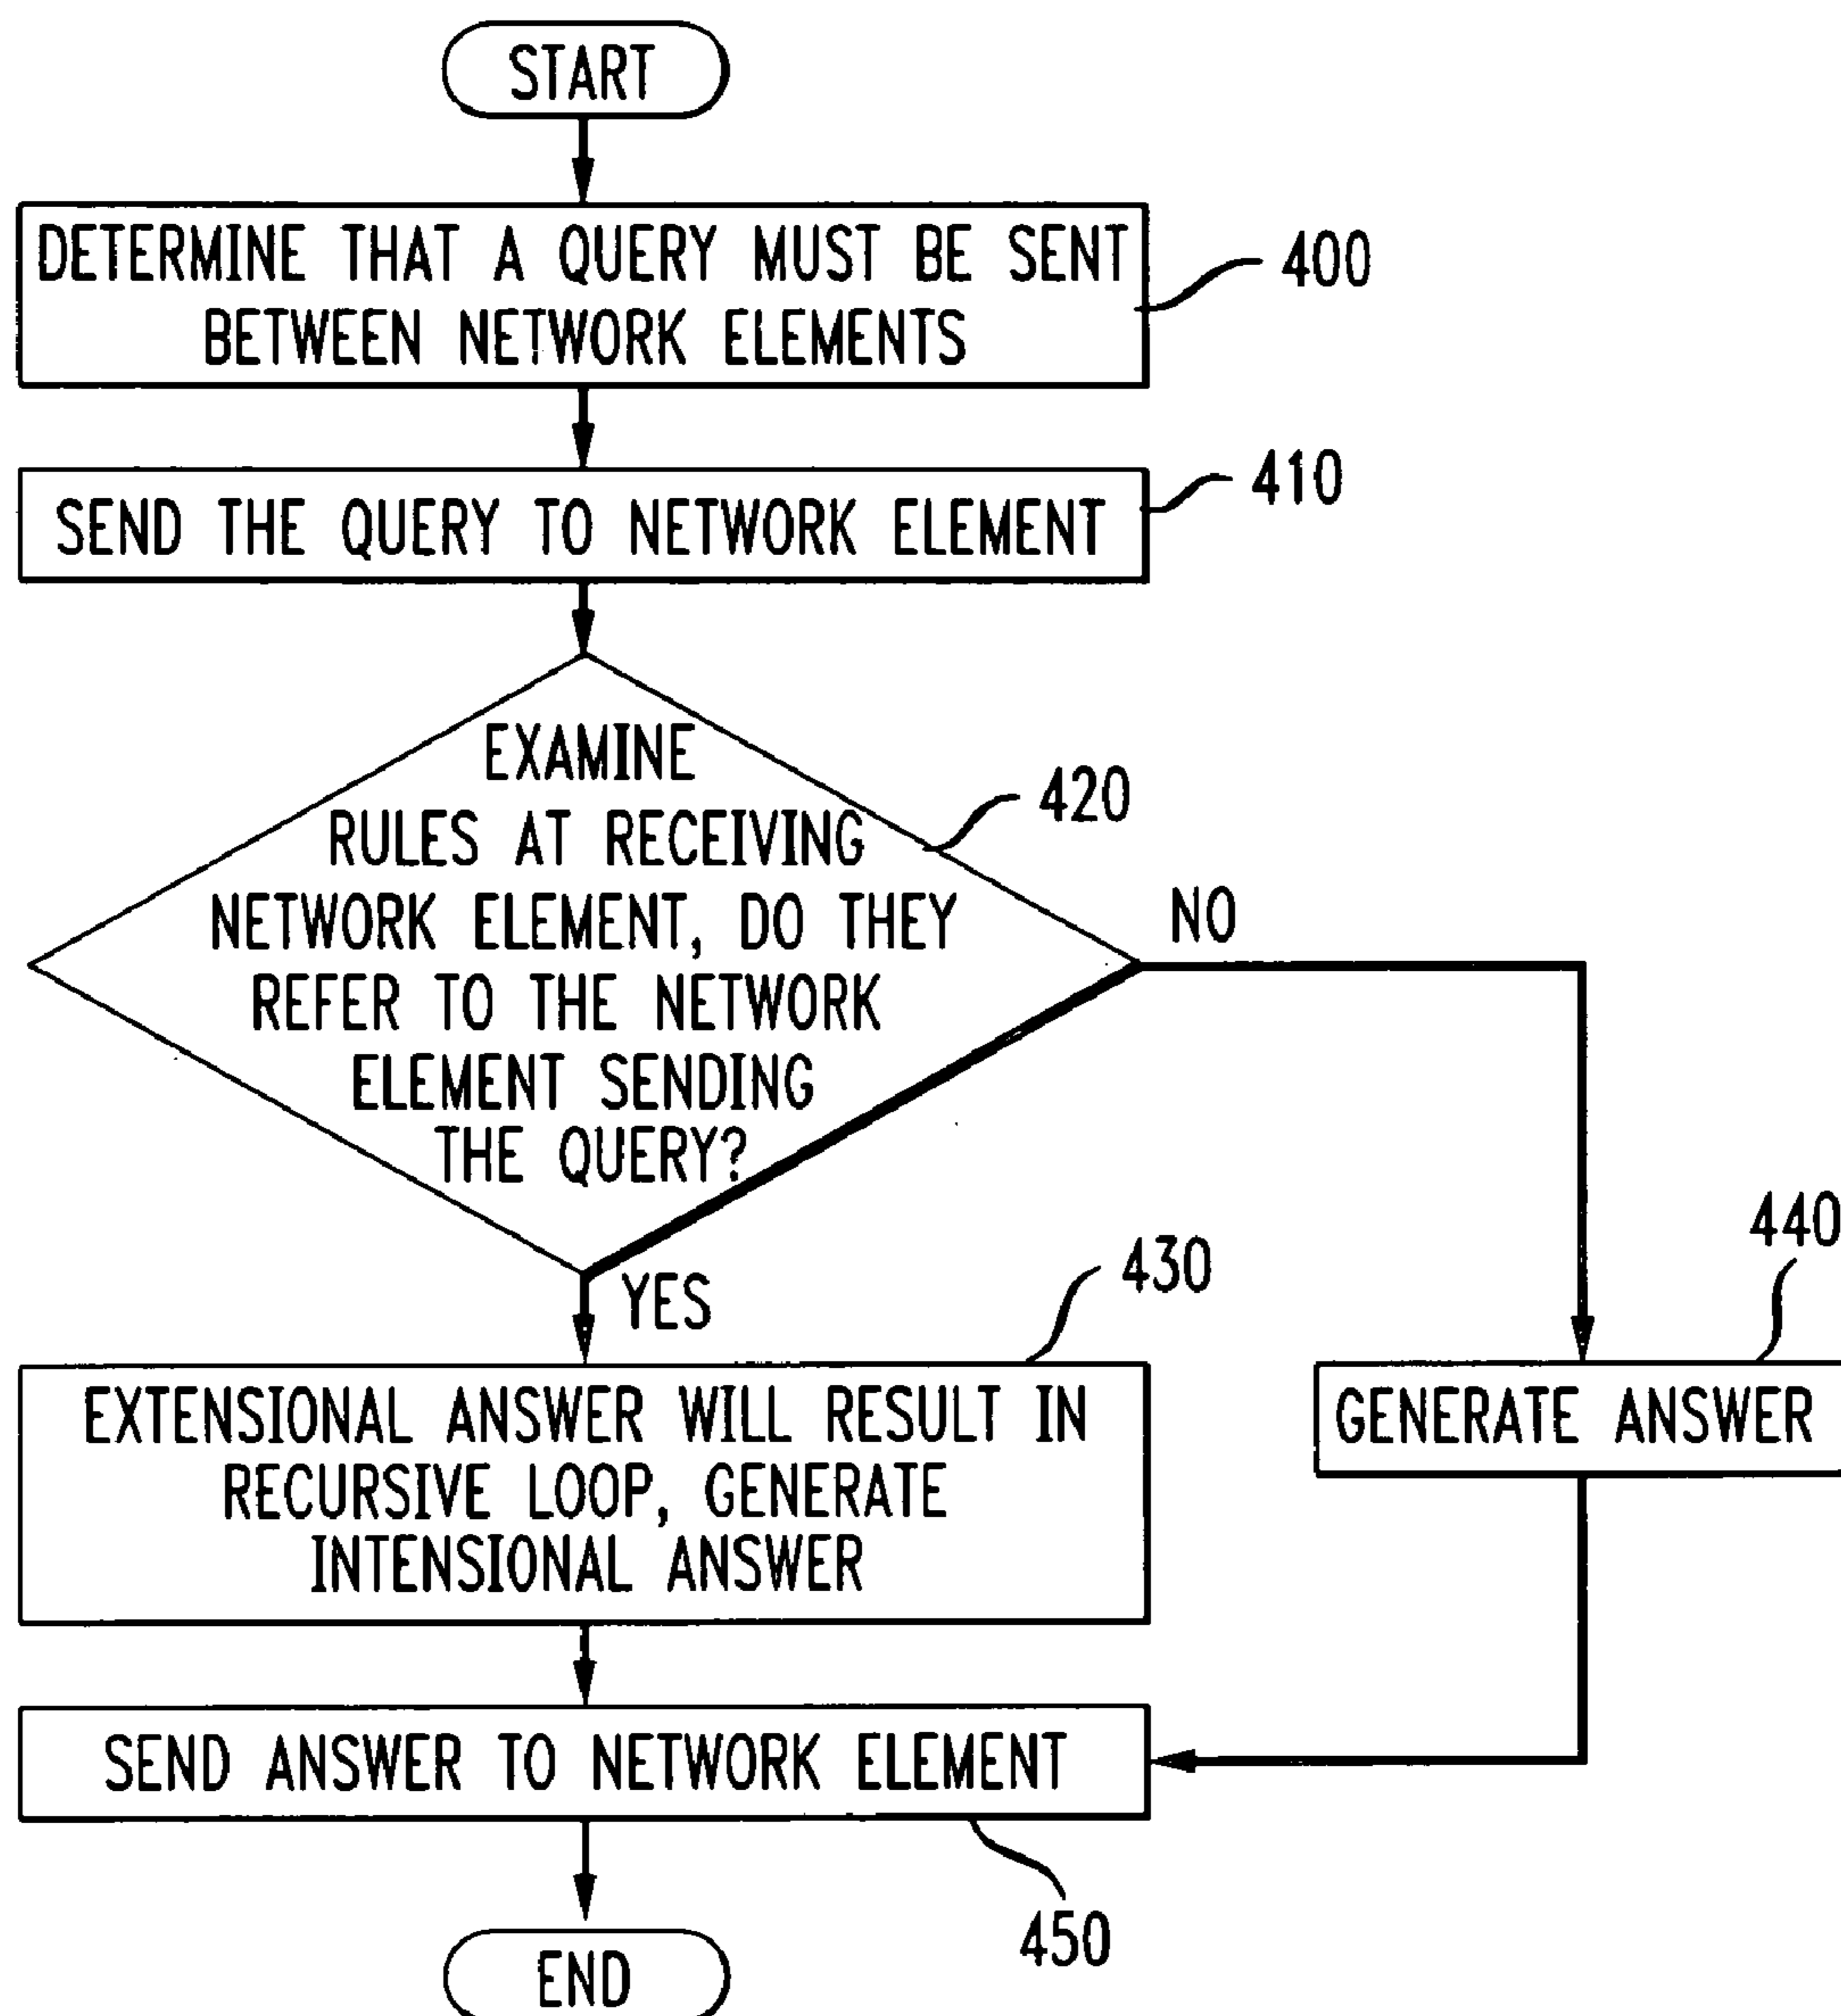 START
DETERMINE THAT A QUERY MUST BE SENT
BETWEEN NETWORK ELEMENTS
400
SEND THE QUERY TO NETWORK ELEMENT
410
EXAMINE
RULES AT RECEIVING
NETWORK ELEMENT, DO THEY
REFER TO THE NETWORK
ELEMENT SENDING
THE QUERY?
420
NO
YES
430
EXTENSIONAL ANSWER WILL RESULT IN
RECURSIVE LOOP, GENERATE
INTENSIONAL ANSWER
440
GENERATE ANSWER
SEND ANSWER TO NETWORK ELEMENT
450
END